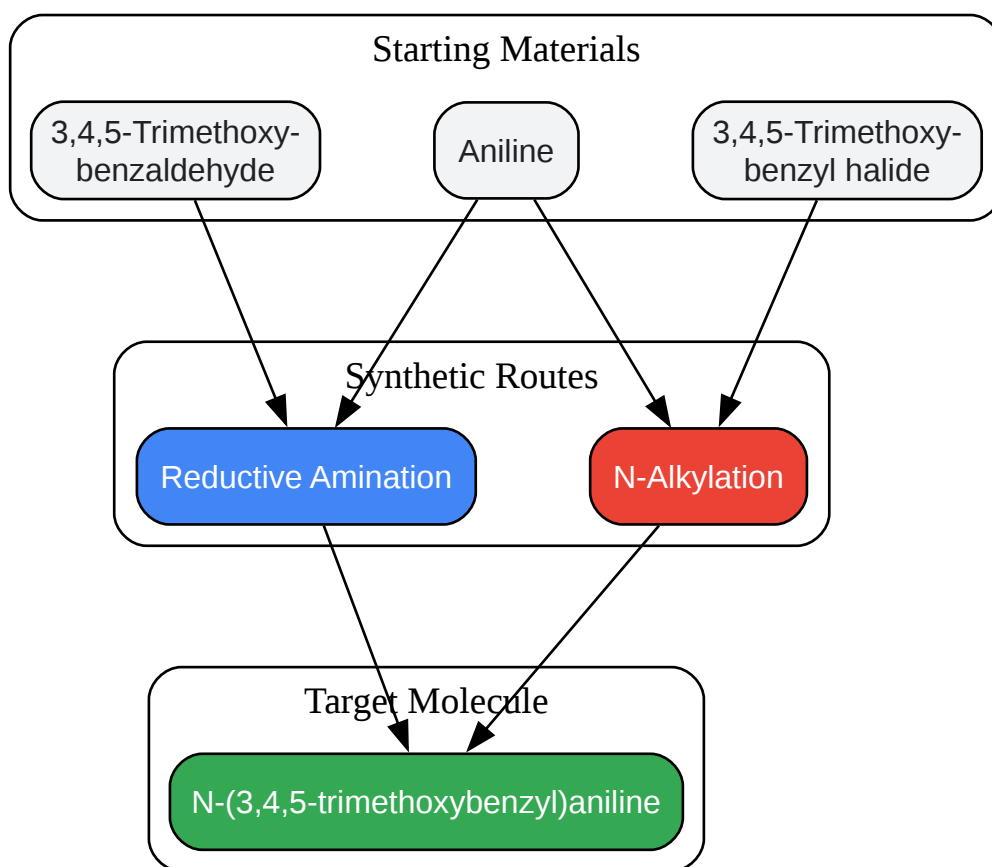 Starting Materials
3,4,5-Trimethoxy-
benzaldehyde
Aniline
3,4,5-Trimethoxy-
benzyl halide
Synthetic Routes
Reductive Amination
N-Alkylation
Target Molecule
N-(3,4,5-trimethoxybenzyl)aniline